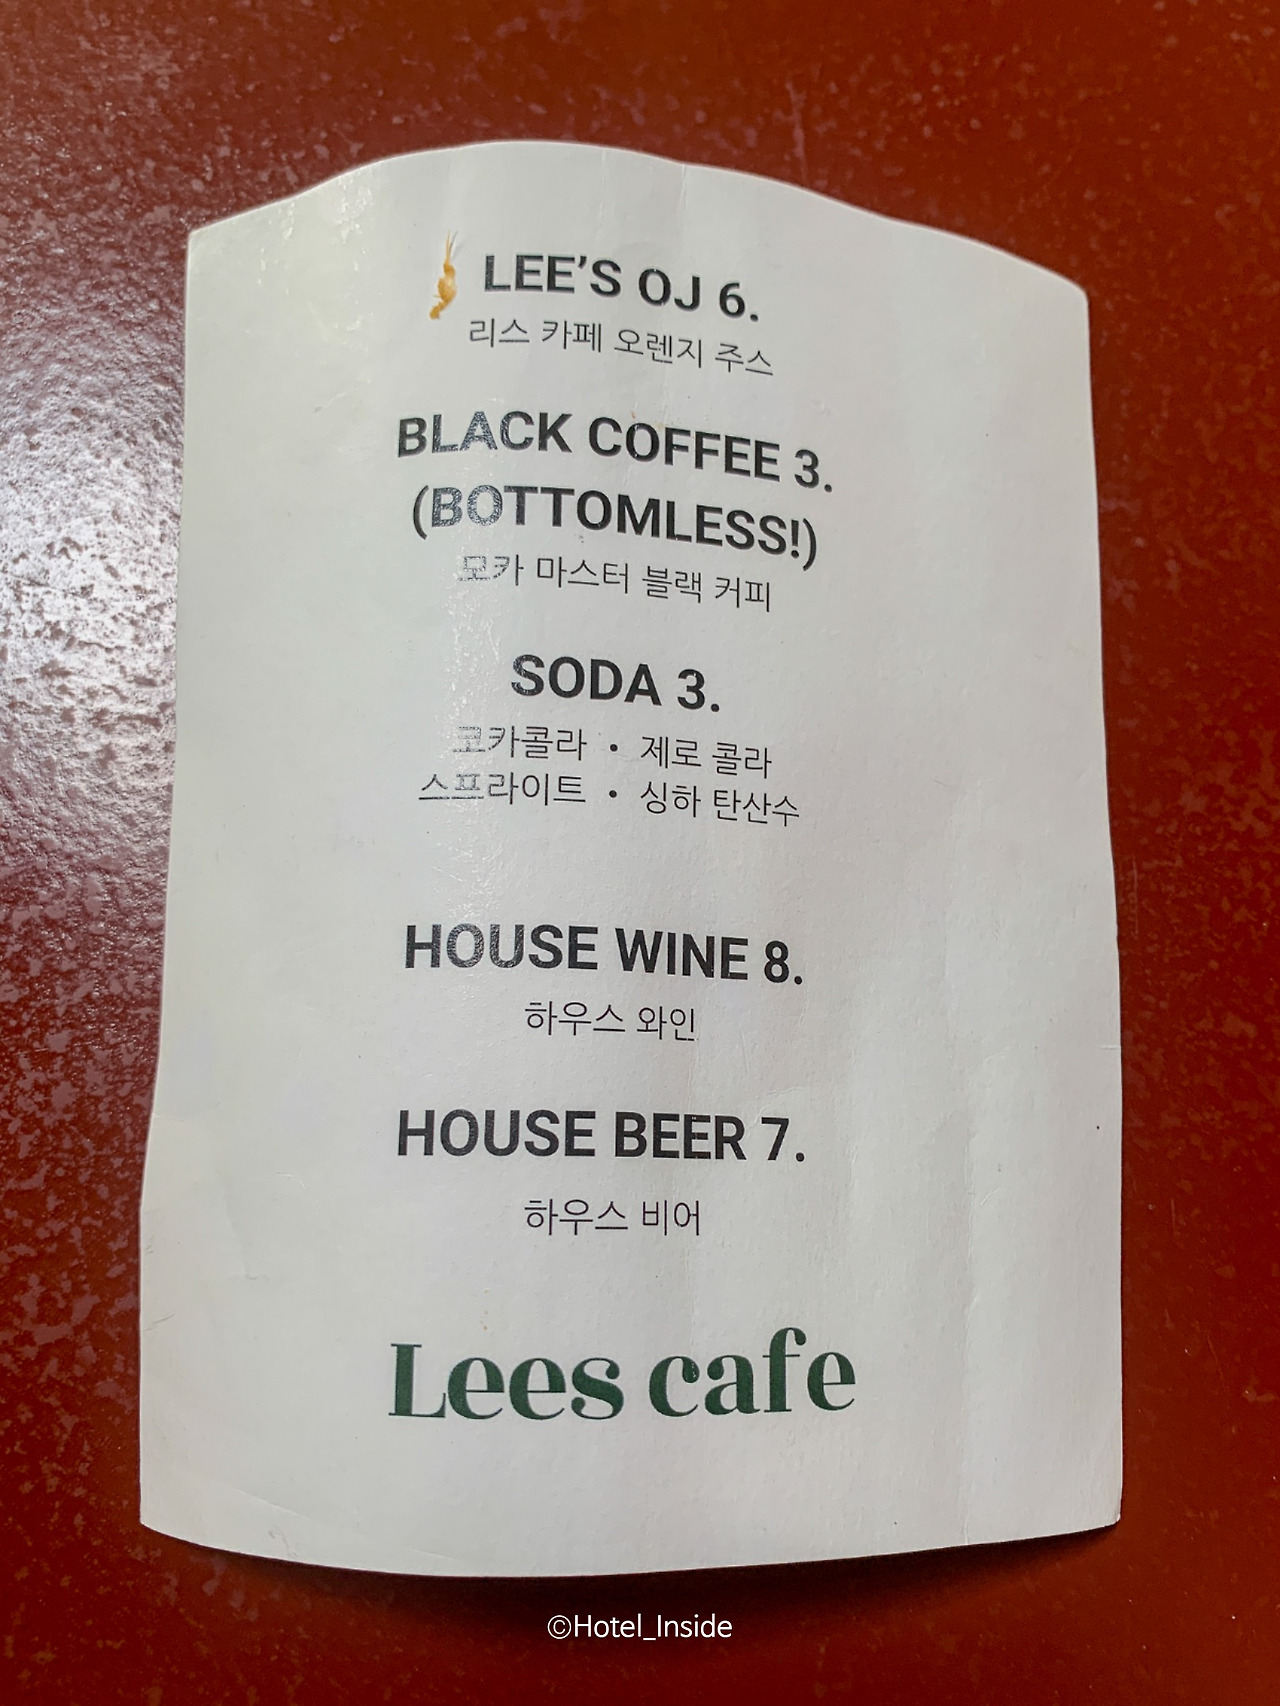 LEE'S OJ 6.
리스 카페 오렌지 주스
BLACK COFFEE 3.
(BOTTOMLESS!)
모카 마스터 블랙 커피
SODA 3.
코카콜라 • 제로 콜라
스프라이트 • 싱하 탄산수
HOUSE WINE 8.
하우스 와인
HOUSE BEER 7.
하우스 비어
Lees cafe
©Hotel_Inside